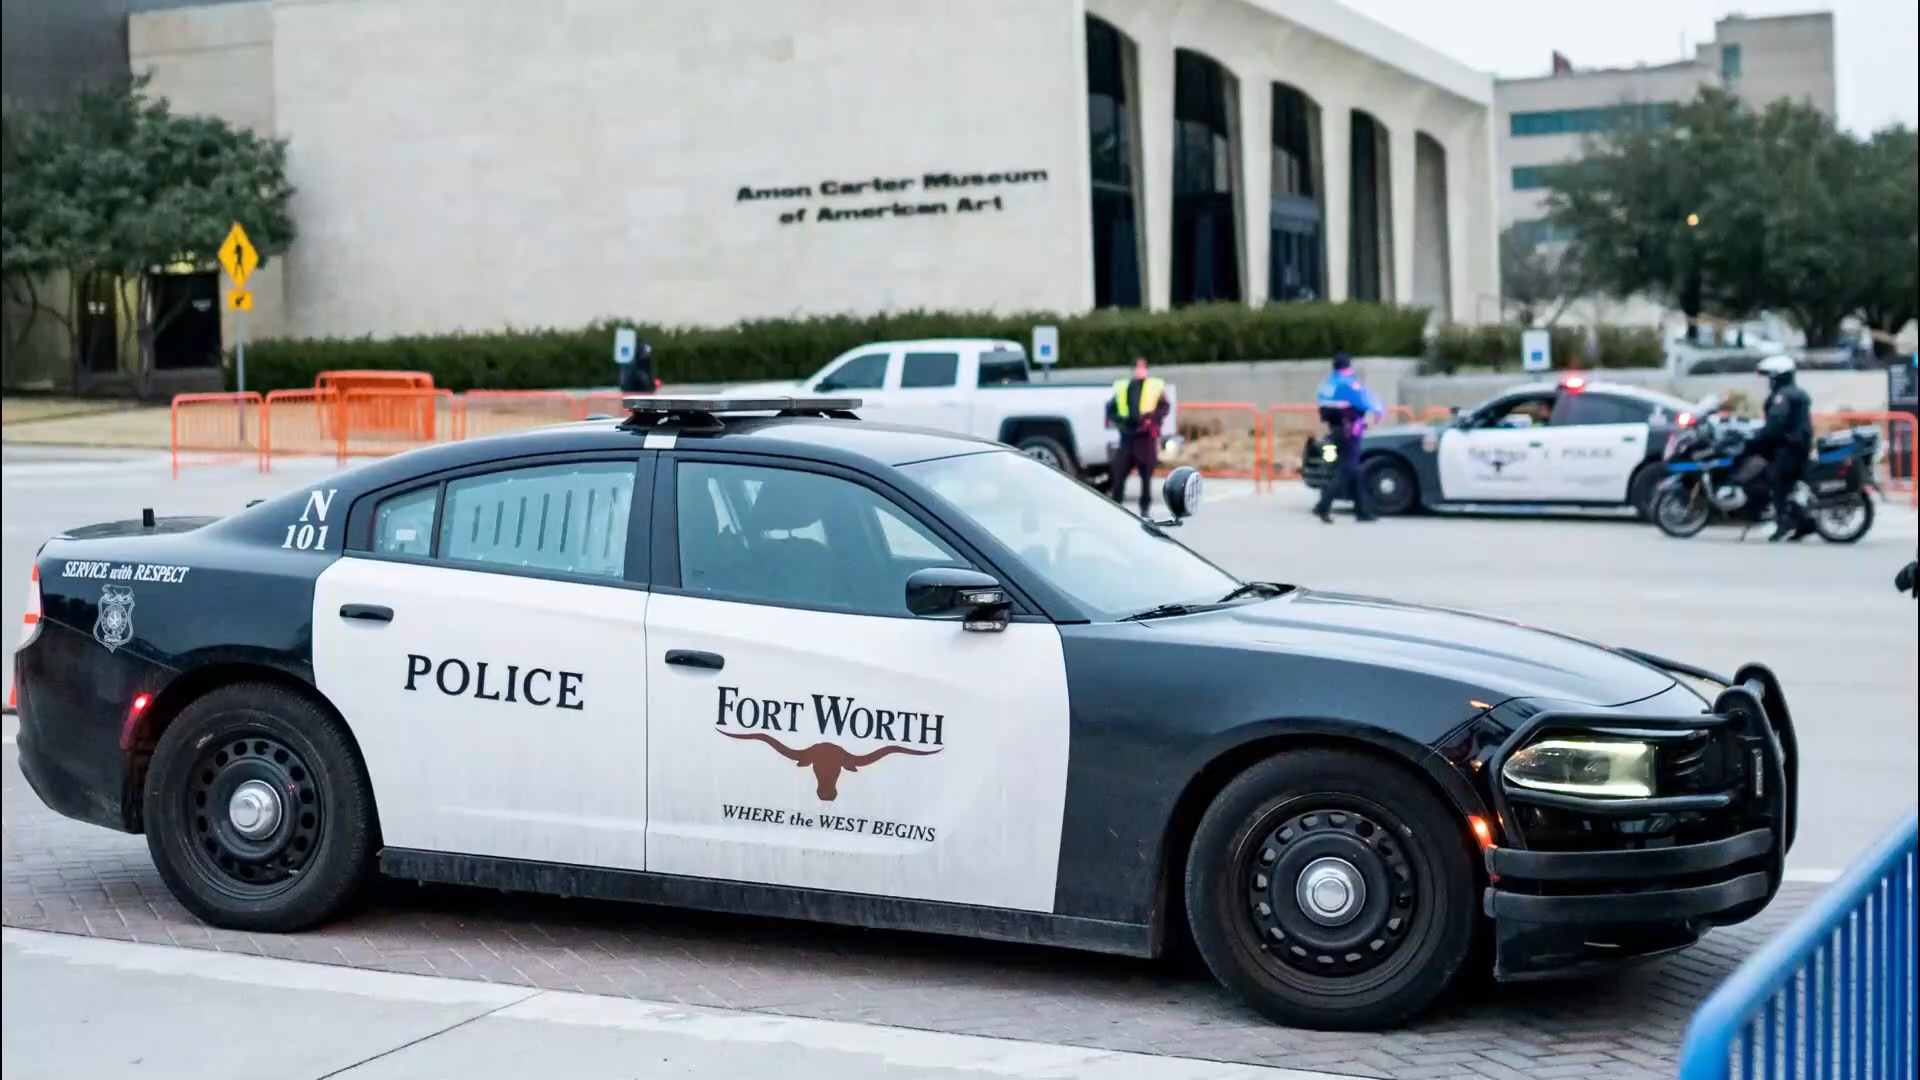 Amon Carter Museum
of American Art
N
101
SERVICE with RESPECT
POLICE
FORT WORTH
WHERE the WEST BEGINS
POLICE